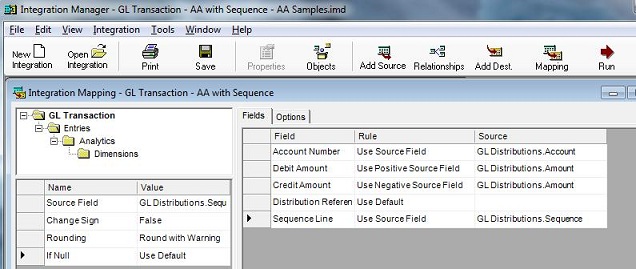 Integration Manager - GL Transaction - AA with Sequence - AA Samples.imd
File Edit View Integration Tools Window Help
New Integration Open Integration Print Save Properties Objects Add Source Relationships Add Dest. Mapping Run
Integration Mapping - GL Transaction - AA with Sequence
GL Transaction
Entries
Analytics
Dimensions
Name Value
Source Field GL Distributions.Sequ
Change Sign False
Rounding Round with Warning
If Null Use Default
Fields Options
Field Rule Source
Account Number Use Source Field GL Distributions.Account
Debit Amount Use Positive Source Field GL Distributions.Amount
Credit Amount Use Negative Source Field GL Distributions.Amount
Distribution Referen Use Default
Sequence Line Use Source Field GL Distributions.Sequence